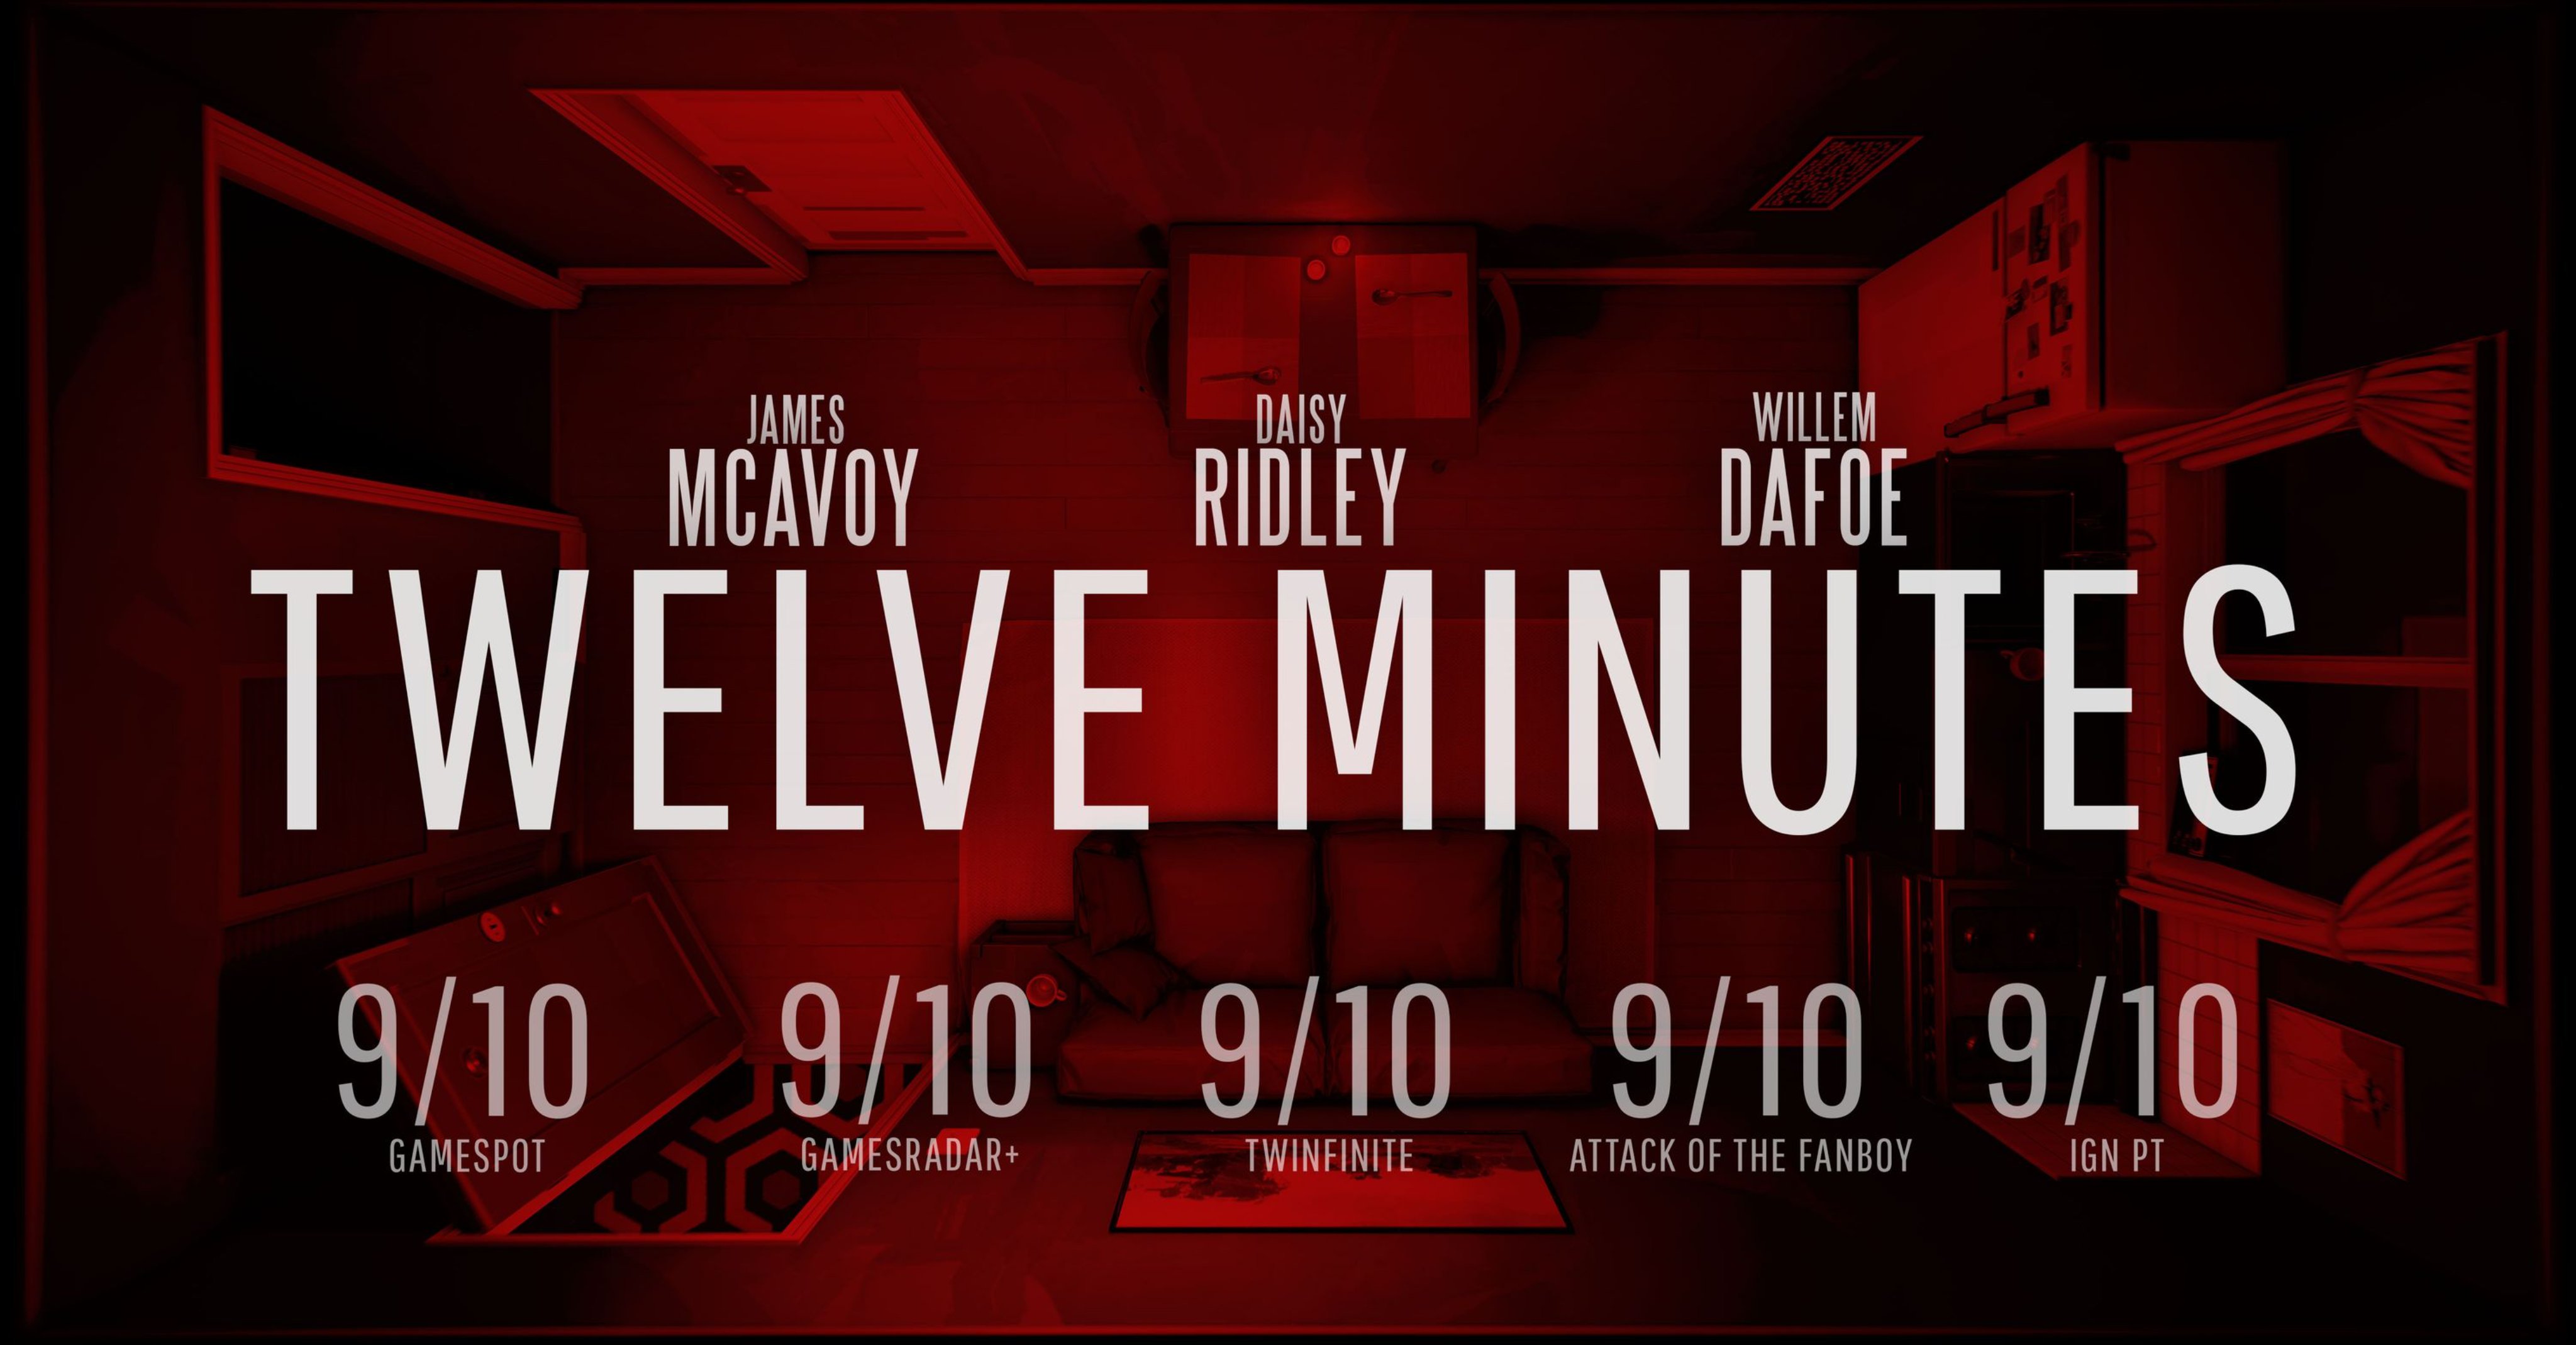 JAMES
MCAVOY
DAISY
RIDLEY
WILLEM
DAFOE
TWELVE MINUTES
9/10
GAMESPOT
9/10
GAMESRADAR+
9/10
TWINFINITE
9/10
ATTACK OF THE FANBOY
9/10
IGN PT